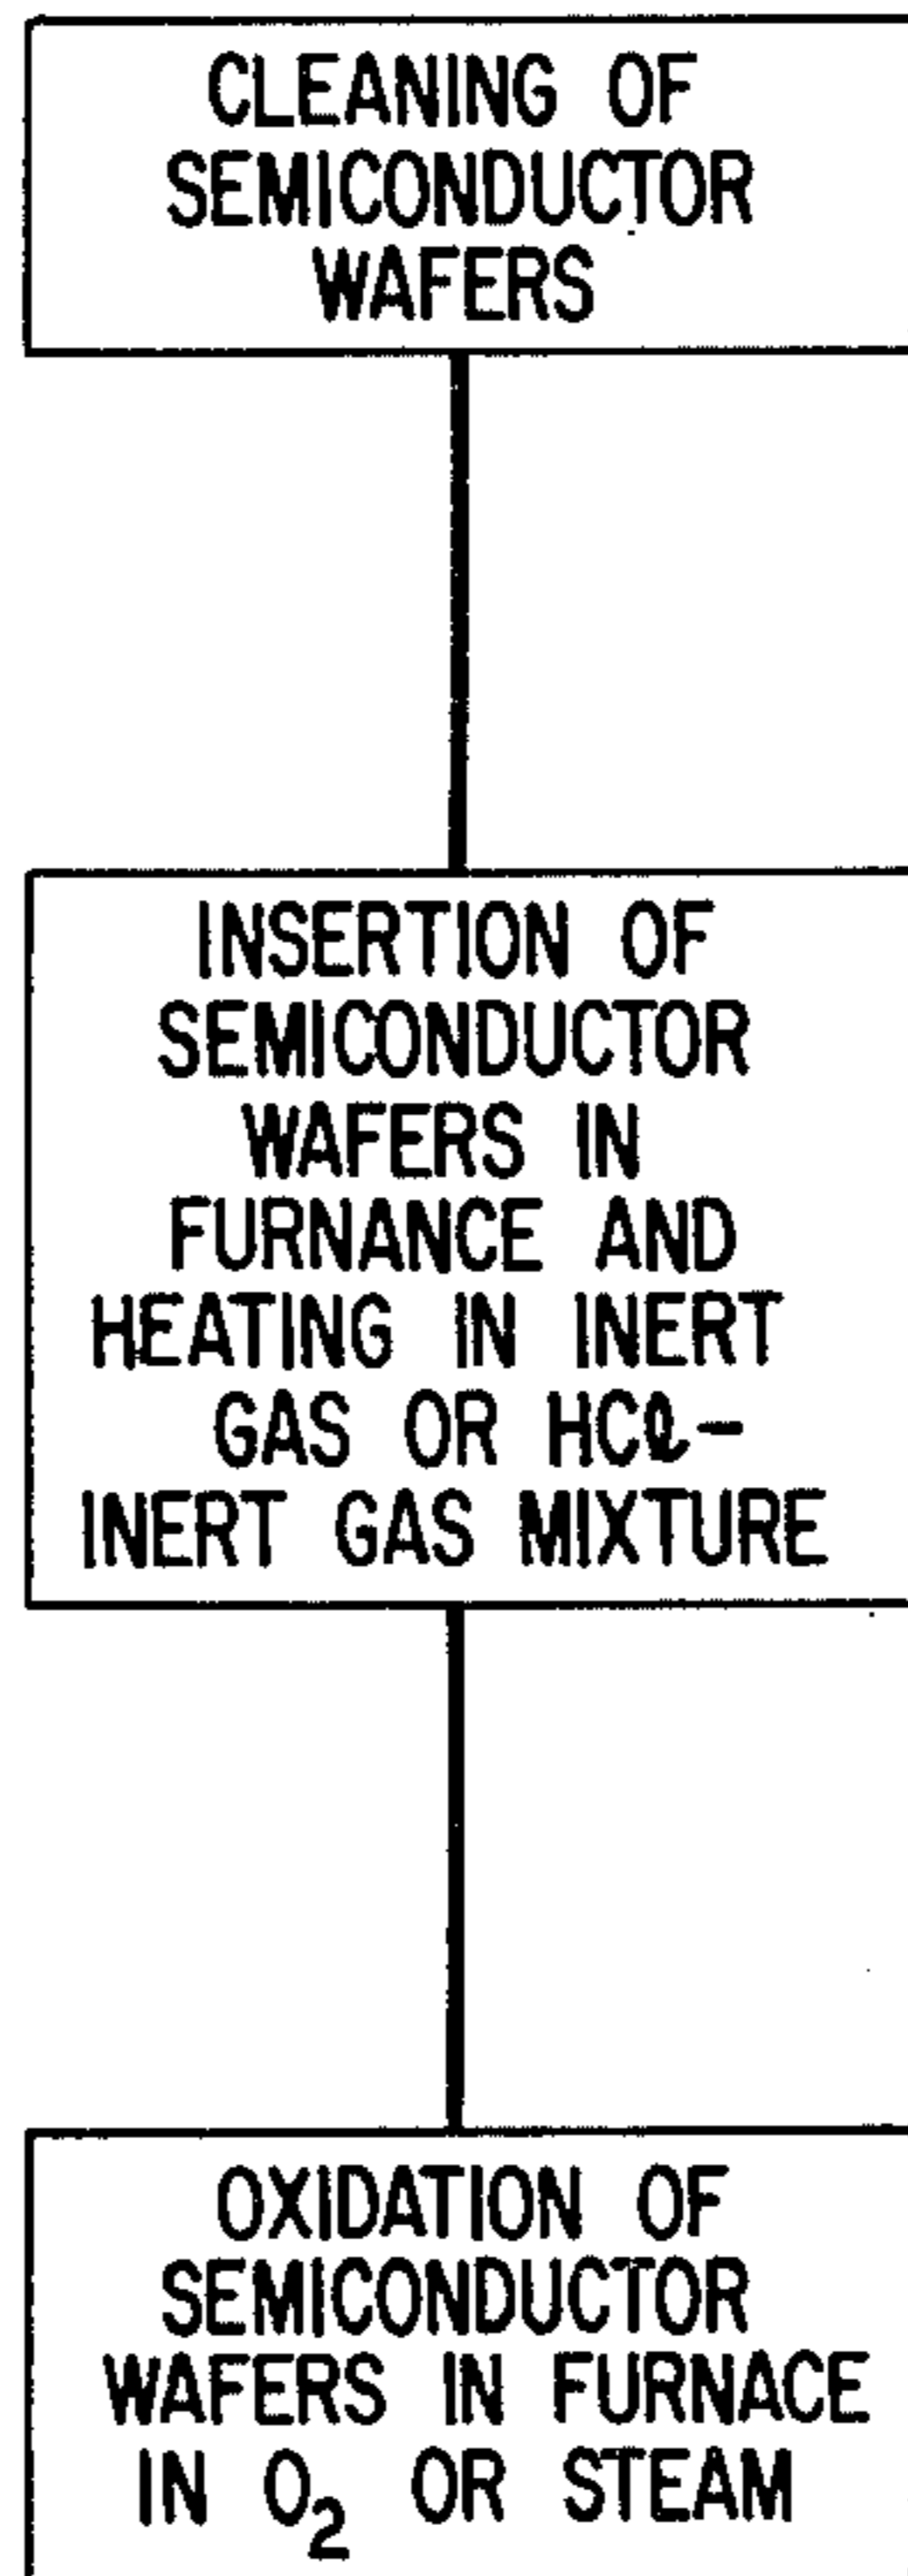 CLEANING OF
SEMICONDUCTOR
WAFERS
INSERTION OF
SEMICONDUCTOR
WAFERS IN
FURNANCE AND
HEATING IN INERT
GAS OR HCℓ-
INERT GAS MIXTURE
OXIDATION OF
SEMICONDUCTOR
WAFERS IN FURNACE
IN O₂ OR STEAM